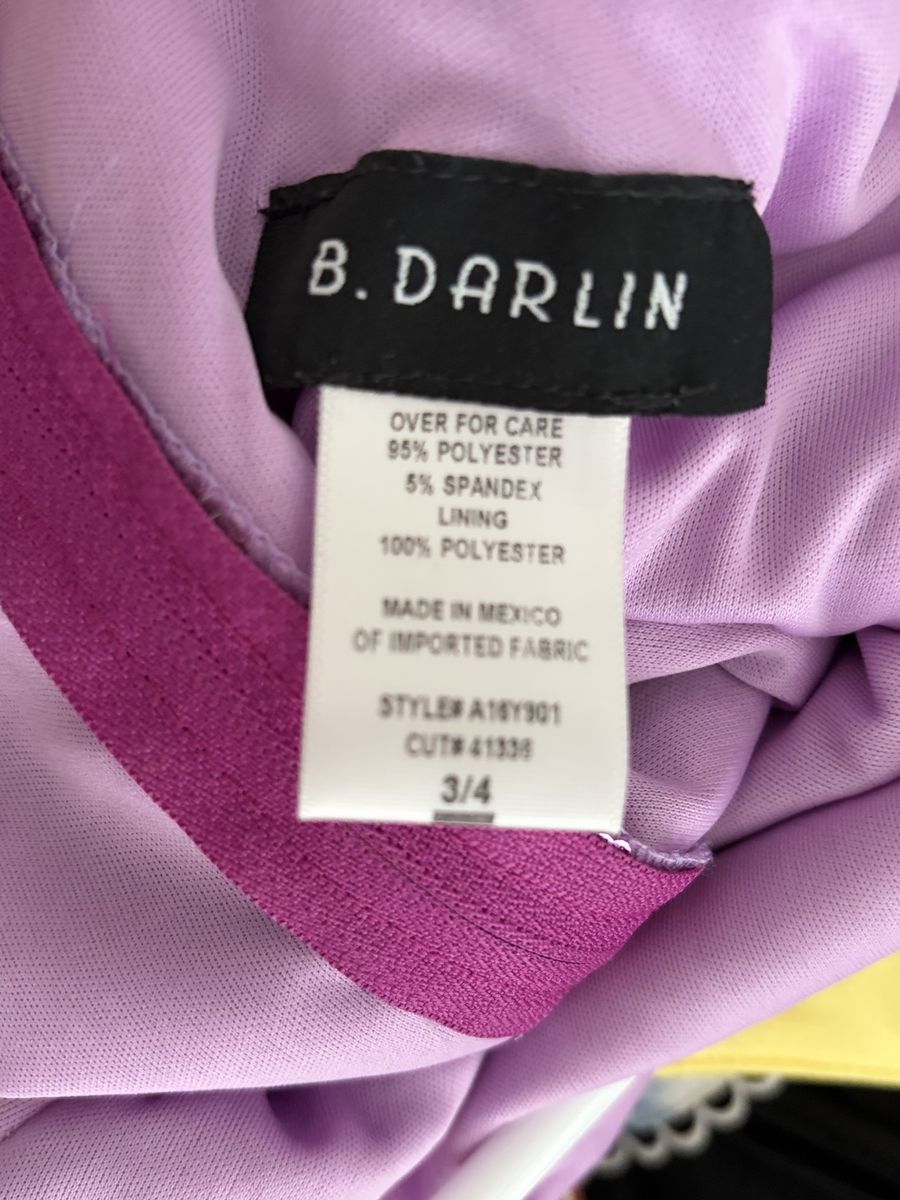 B. DARLIN
OVER FOR CARE
95% POLYESTER
5% SPANDEX
LINING
100% POLYESTER
MADE IN MEXICO
OF IMPORTED FABRIC
STYLE# A16Y901
CUT# 41336
3/4